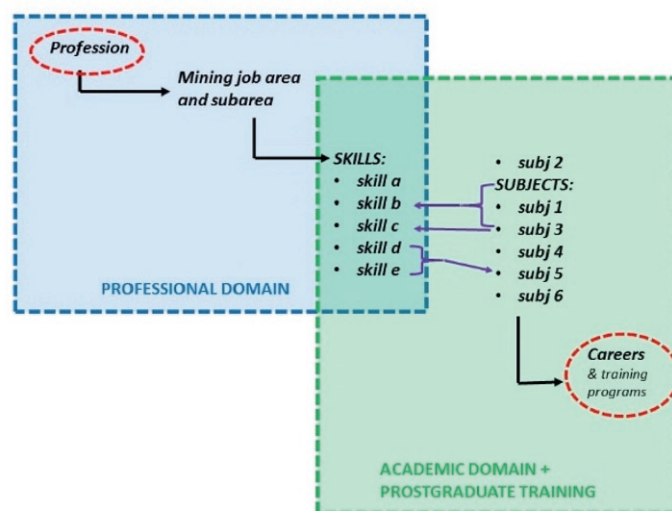 Profession
Mining job area
and subarea
SKILLS:
• skill a
• skill b
• skill c
• skill d
• skill e
PROFESSIONAL DOMAIN
• subj 2
SUBJECTS:
• subj 1
• subj 3
• subj 4
• subj 5
• subj 6
Careers
& training
programs
ACADEMIC DOMAIN +
PROSTGRADUATE TRAINING